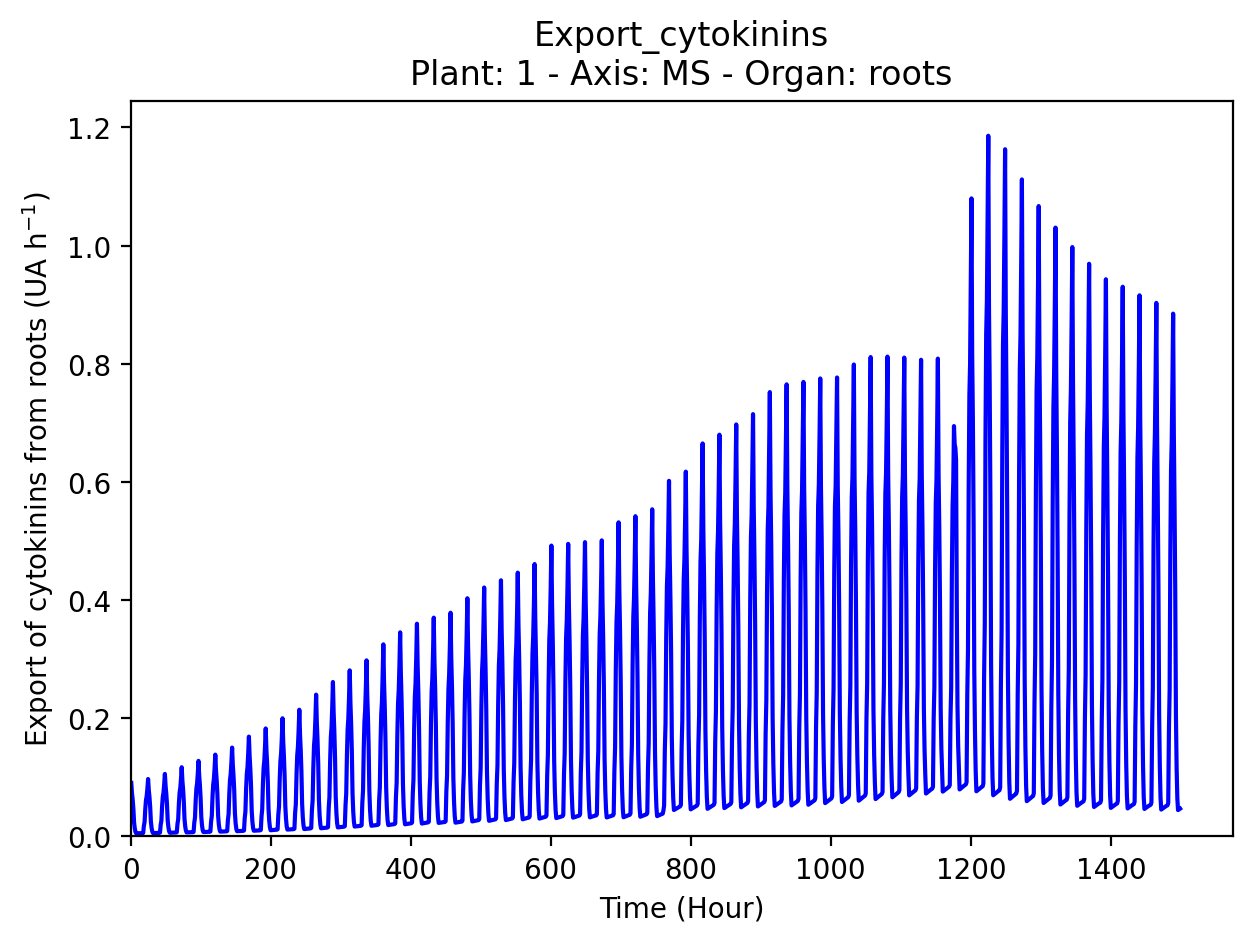 Export_cytokinins
Plant: 1 - Axis: MS - Organ: roots
Export of cytokinins from roots (UA h⁻¹)
1.2
1.0
0.8
0.6
0.4
0.2
0.0
0 200 400 600 800 1000 1200 1400
Time (Hour)